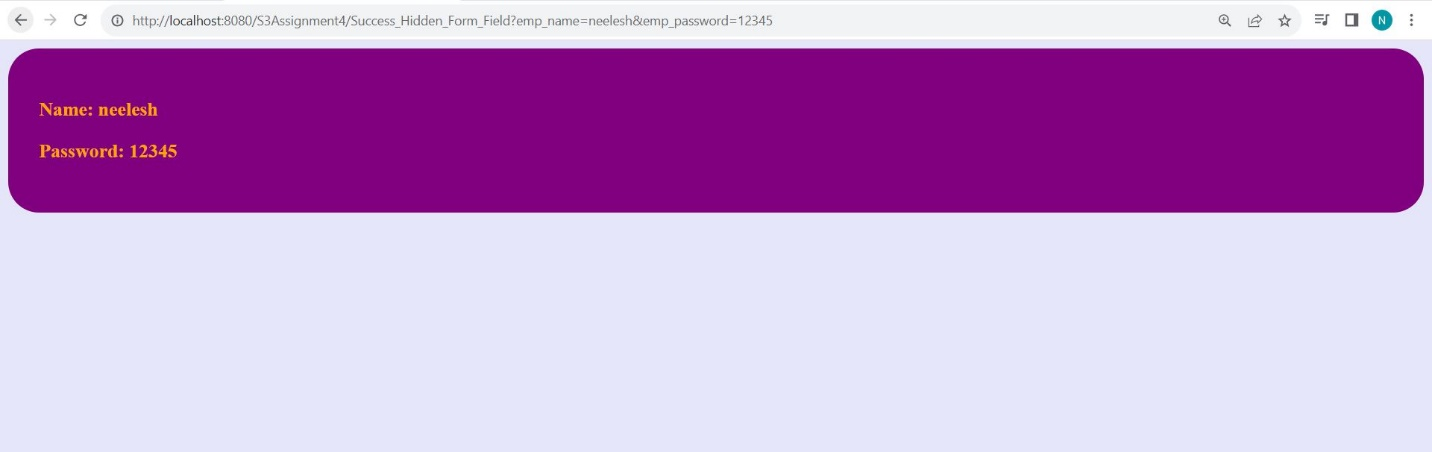 http://localhost:8080/S3Assignment4/Success_Hidden_Form_Field?emp_name=neelesh&emp_password=12345
N
Name: neelesh
Password: 12345